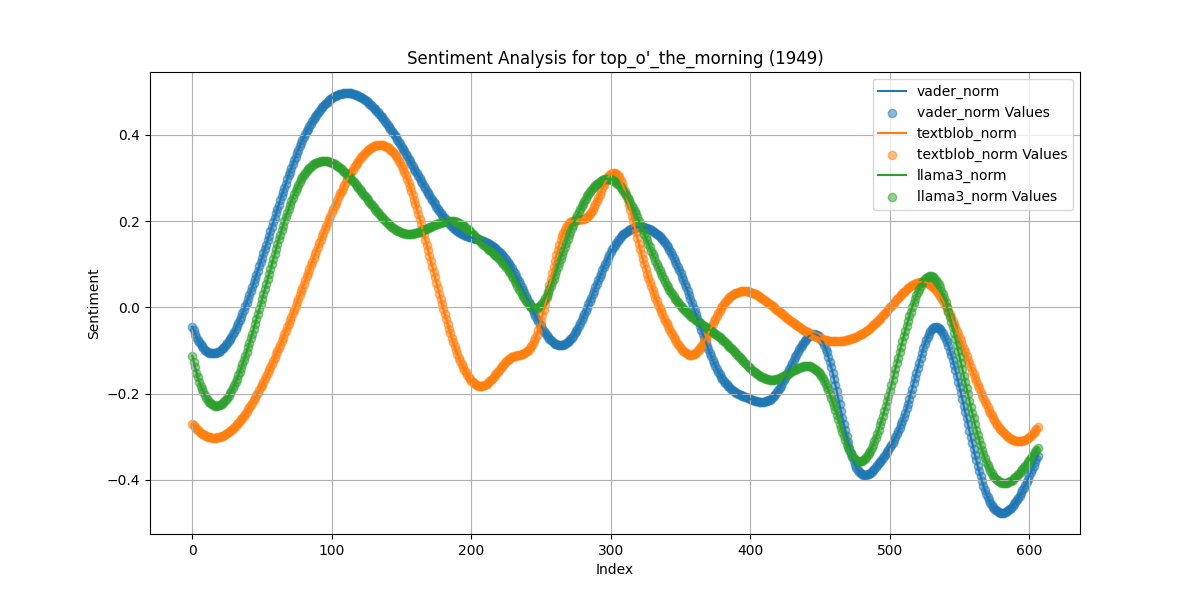 Sentiment Analysis for top_o'_the_morning (1949)
vader_norm
vader_norm Values
textblob_norm
textblob_norm Values
llama3_norm
llama3_norm Values
Sentiment
0.4
0.2
0.0
−0.2
−0.4
0 100 200 300 400 500 600
Index